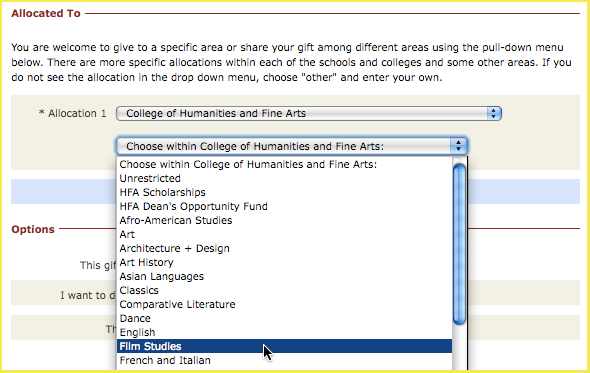 Allocated To
You are welcome to give to a specific area or share your gift among different areas using the pull-down menu
below. There are more specific allocations within each of the schools and colleges and some other areas. If you
do not see the allocation in the drop down menu, choose "other" and enter your own.
* Allocation 1 College of Humanities and Fine Arts
Choose within College of Humanities and Fine Arts:
Choose within College of Humanities and Fine Arts:
Unrestricted
HFA Scholarships
HFA Dean's Opportunity Fund
Afro-American Studies
Options
Art
Architecture + Design
This
Art History
Asian Languages
Classics
I want to
Comparative Literature
Dance
English
Film Studies
French and Italian